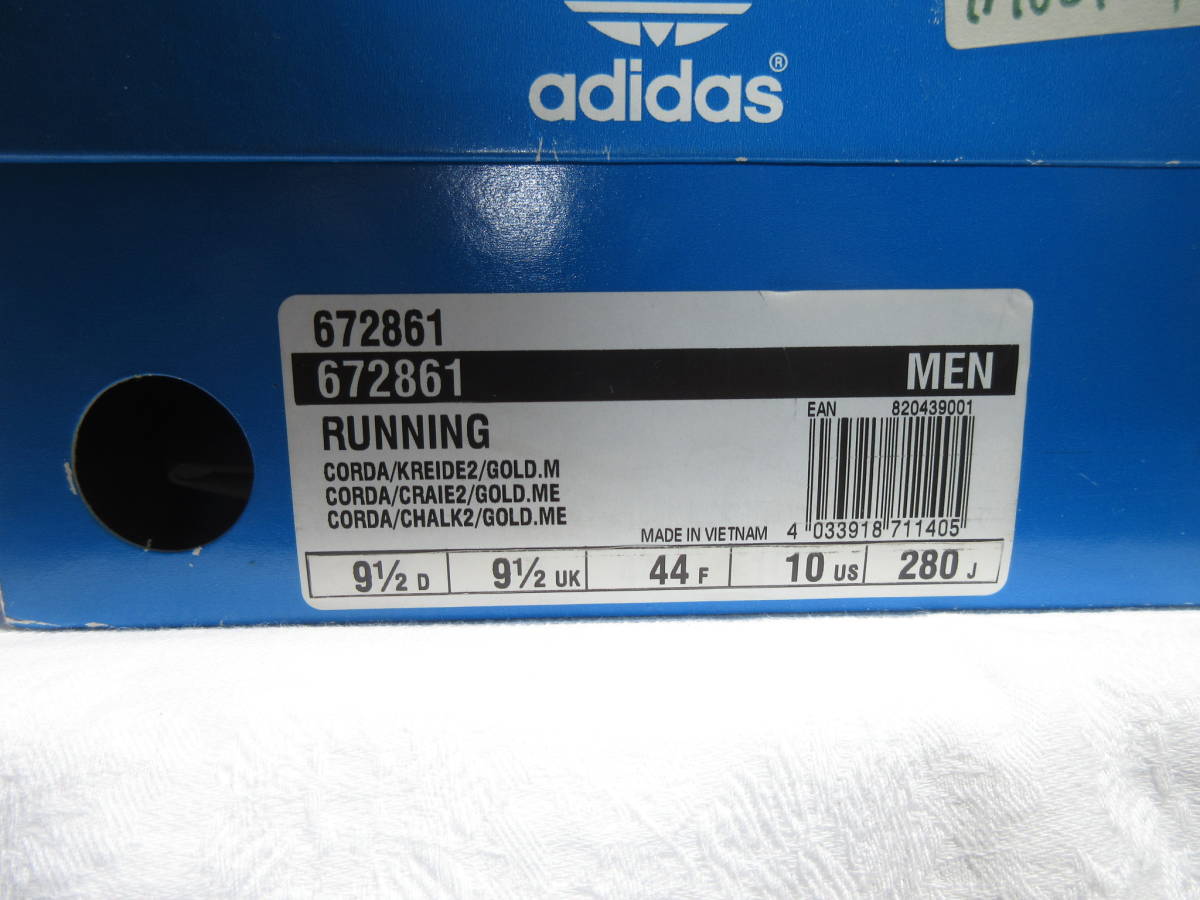 adidas®
672861
672861 MEN
RUNNING
EAN 820439001
CORDA/KREIDE2/GOLD.M
CORDA/CRAIE2/GOLD.ME
CORDA/CHALK2/GOLD.ME
MADE IN VIETNAM 4 033918 711405
9½ D 9½ UK 44 F 10 US 280 J